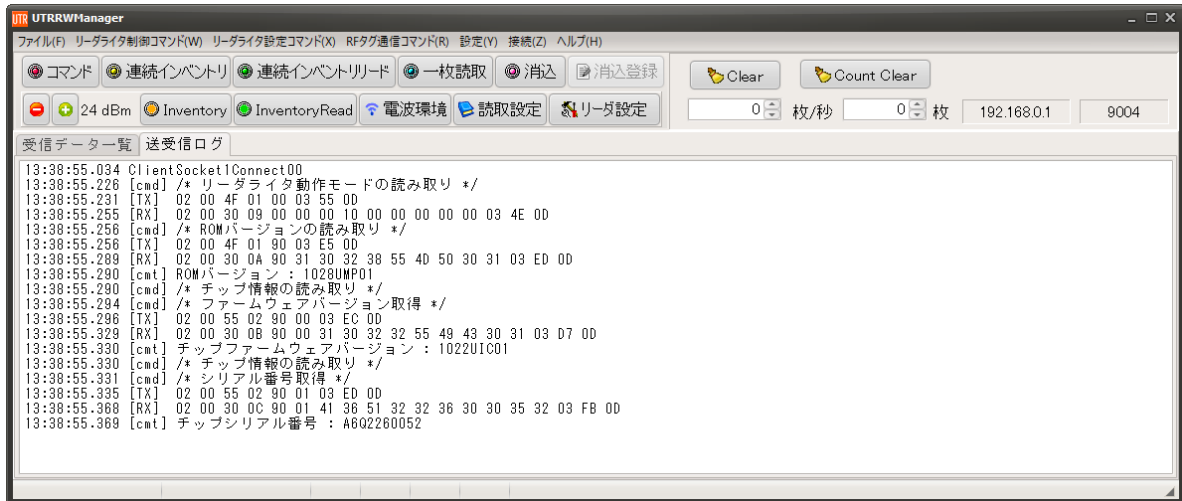 UTR UTRRWManager
ファイル(F) リーダライタ制御コマンド(W) リーダライタ設定コマンド(X) RFタグ通信コマンド(R) 設定(Y) 接続(Z) ヘルプ(H)
コマンド 連続インベントリ 連続インベントリリード 一枚読取 消込 消込登録 Clear Count Clear
24 dBm Inventory InventoryRead 電波環境 読取設定 リーダ設定 0 枚/秒 0 枚 192.168.0.1 9004
受信データ一覧 送受信ログ
13:38:55.034 ClientSocket1Connect00
13:38:55.226 [cmd] /* リーダライタ動作モードの読み取り */
13:38:55.231 [TX] 02 00 4F 01 00 03 55 0D
13:38:55.255 [RX] 02 00 30 09 00 00 00 10 00 00 00 00 00 03 4E 0D
13:38:55.256 [cmd] /* ROMバージョンの読み取り */
13:38:55.256 [TX] 02 00 4F 01 90 03 E5 0D
13:38:55.289 [RX] 02 00 30 0A 90 31 30 32 38 55 4D 50 30 31 03 ED 0D
13:38:55.290 [cmt] ROMバージョン : 1028UMP01
13:38:55.290 [cmd] /* チップ情報の読み取り */
13:38:55.294 [cmd] /* ファームウェアバージョン取得 */
13:38:55.296 [TX] 02 00 55 02 90 00 03 EC 0D
13:38:55.329 [RX] 02 00 30 0B 90 00 31 30 32 32 55 49 43 30 31 03 D7 0D
13:38:55.330 [cmt] チップファームウェアバージョン : 1022UIC01
13:38:55.330 [cmd] /* チップ情報の読み取り */
13:38:55.331 [cmd] /* シリアル番号取得 */
13:38:55.335 [TX] 02 00 55 02 90 01 03 ED 0D
13:38:55.368 [RX] 02 00 30 0C 90 01 41 36 51 32 32 36 30 30 35 32 03 FB 0D
13:38:55.369 [cmt] チップシリアル番号 : A6Q2260052